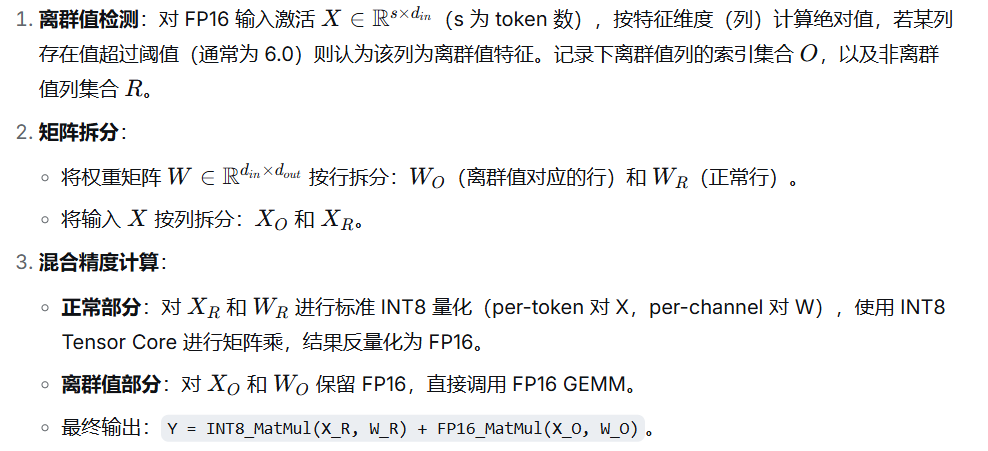 1. 离群值检测：对 FP16 输入激活 X ∈ ℝ^{s×d_{in}}（s 为 token 数），按特征维度（列）计算绝对值，若某列
存在值超过阈值（通常为 6.0）则认为该列为离群值特征。记录下离群值列的索引集合 O，以及非离群
值列集合 R。
2. 矩阵拆分：
◦ 将权重矩阵 W ∈ ℝ^{d_{in}×d_{out}} 按行拆分：W_O（离群值对应的行）和 W_R（正常行）。
◦ 将输入 X 按列拆分：X_O 和 X_R。
3. 混合精度计算：
◦ 正常部分：对 X_R 和 W_R 进行标准 INT8 量化（per-token 对 X，per-channel 对 W），使用 INT8
Tensor Core 进行矩阵乘，结果反量化为 FP16。
◦ 离群值部分：对 X_O 和 W_O 保留 FP16，直接调用 FP16 GEMM。
◦ 最终输出：Y = INT8_MatMul(X_R, W_R) + FP16_MatMul(X_O, W_O)。